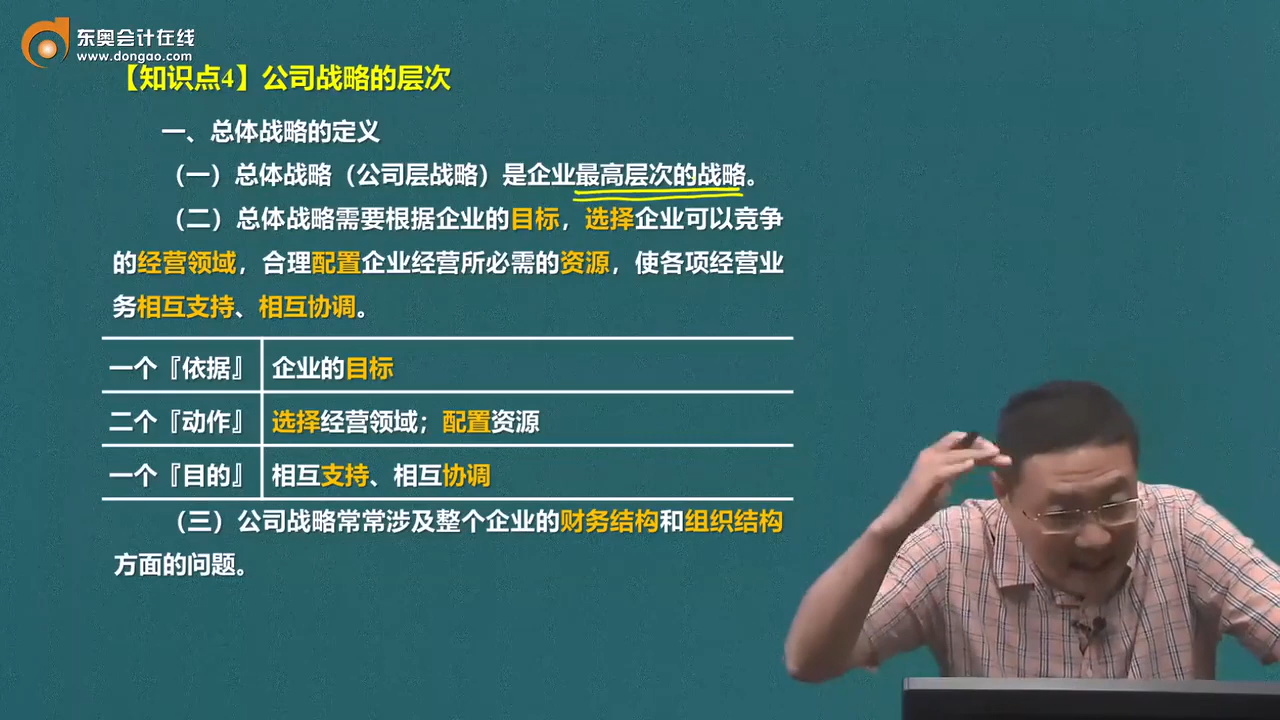 东奥会计在线
www.dongao.com
【知识点4】公司战略的层次
一、总体战略的定义
（一）总体战略（公司层战略）是企业最高层次的战略。
（二）总体战略需要根据企业的目标，选择企业可以竞争
的经营领域，合理配置企业经营所必需的资源，使各项经营业
务相互支持、相互协调。
一个『依据』 企业的目标
二个『动作』 选择经营领域；配置资源
一个『目的』 相互支持、相互协调
（三）公司战略常常涉及整个企业的财务结构和组织结构
方面的问题。